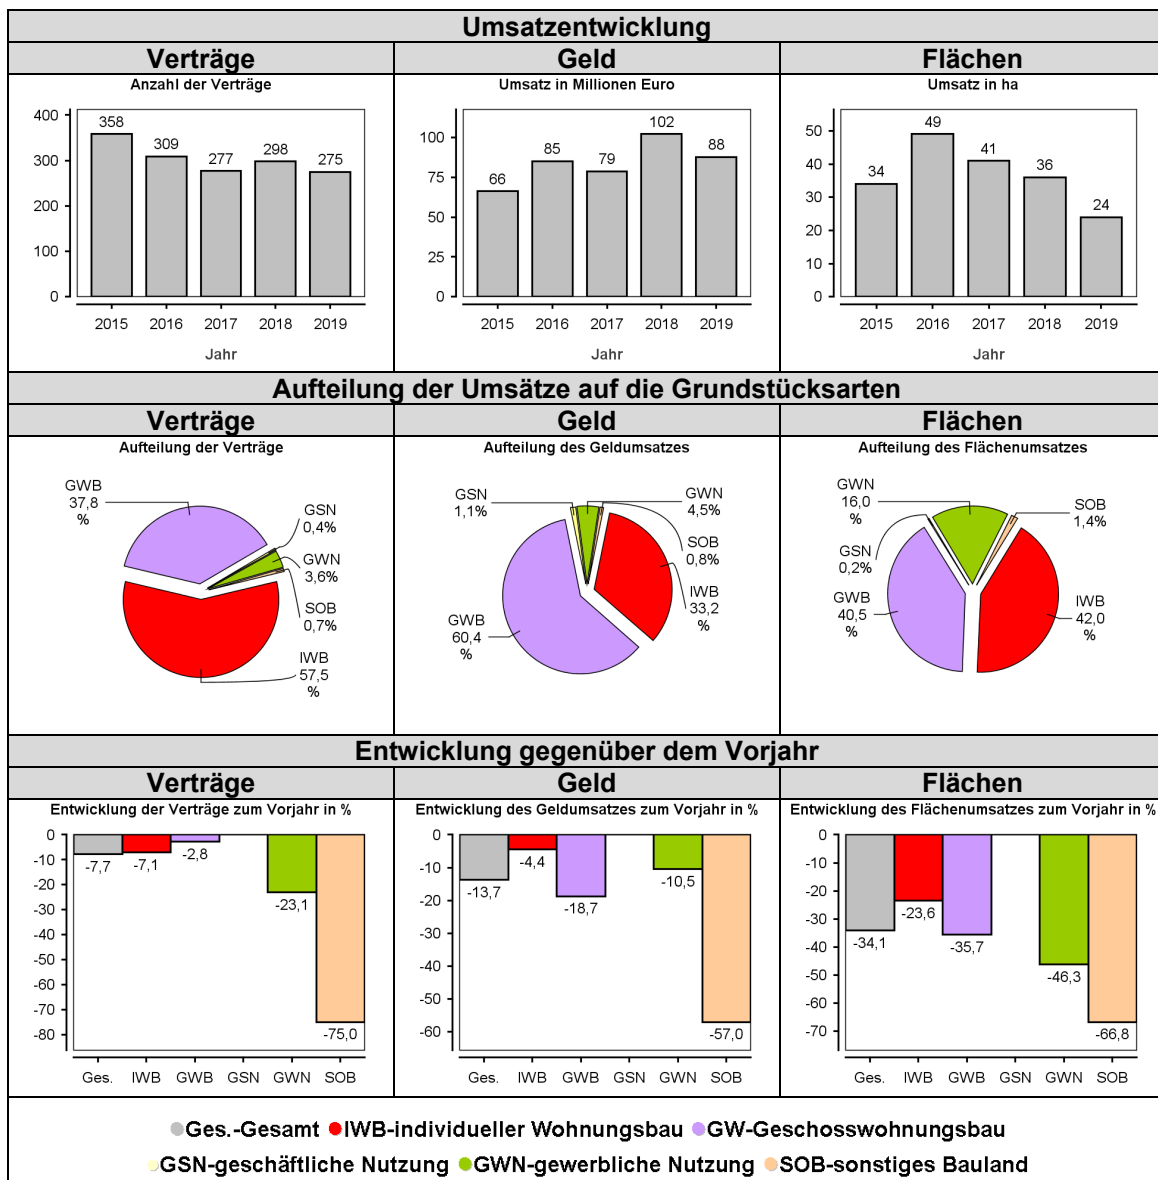 Umsatzentwicklung
Verträge Geld Flächen
Anzahl der Verträge
400
300
200
100
0
358 309 277 298 275
2015 2016 2017 2018 2019
Jahr
Umsatz in Millionen Euro
100
75
50
25
0
66 85 79 102 88
2015 2016 2017 2018 2019
Jahr
Umsatz in ha
50
40
30
20
10
0
34 49 41 36 24
2015 2016 2017 2018 2019
Jahr
Aufteilung der Umsätze auf die Grundstücksarten
Verträge Geld Flächen
Aufteilung der Verträge
GWB
37,8
%
GSN
0,4%
GWN
3,6%
SOB
0,7%
IWB
57,5
%
Aufteilung des Geldumsatzes
GSN
1,1%
GWN
4,5%
SOB
0,8%
IWB
33,2
%
GWB
60,4
%
Aufteilung des Flächenumsatzes
GWN
16,0
%
SOB
1,4%
GSN
0,2%
GWB
40,5
%
IWB
42,0
%
Entwicklung gegenüber dem Vorjahr
Verträge Geld Flächen
Entwicklung der Verträge zum Vorjahr in %
0
-10
-20
-30
-40
-50
-60
-70
-80
-7,7 -7,1 -2,8 -23,1 -75,0
Ges. IWB GWB GSN GWN SOB
Entwicklung des Geldumsatzes zum Vorjahr in %
0
-10
-20
-30
-40
-50
-60
-13,7 -4,4 -18,7 -10,5 -57,0
Ges. IWB GWB GSN GWN SOB
Entwicklung des Flächenumsatzes zum Vorjahr in %
0
-10
-20
-30
-40
-50
-60
-70
-34,1 -23,6 -35,7 -46,3 -66,8
Ges. IWB GWB GSN GWN SOB
Ges.-Gesamt IWB-individueller Wohnungsbau GW-Geschosswohnungsbau
GSN-geschäftliche Nutzung GWN-gewerbliche Nutzung SOB-sonstiges Bauland